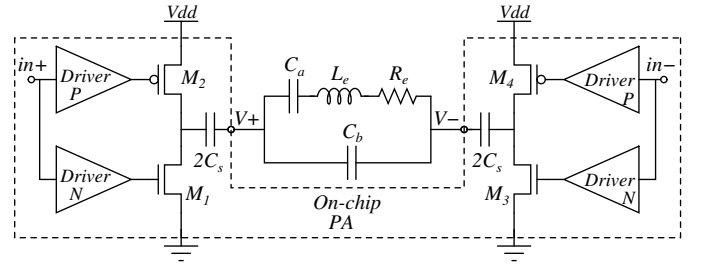 Vdd
Vdd
in+
Driver
P
M2
Ca
Le
Re
M4
Driver
P
in−
V+
V−
2Cs
Cb
2Cs
Driver
N
M1
M3
Driver
N
On-chip
PA